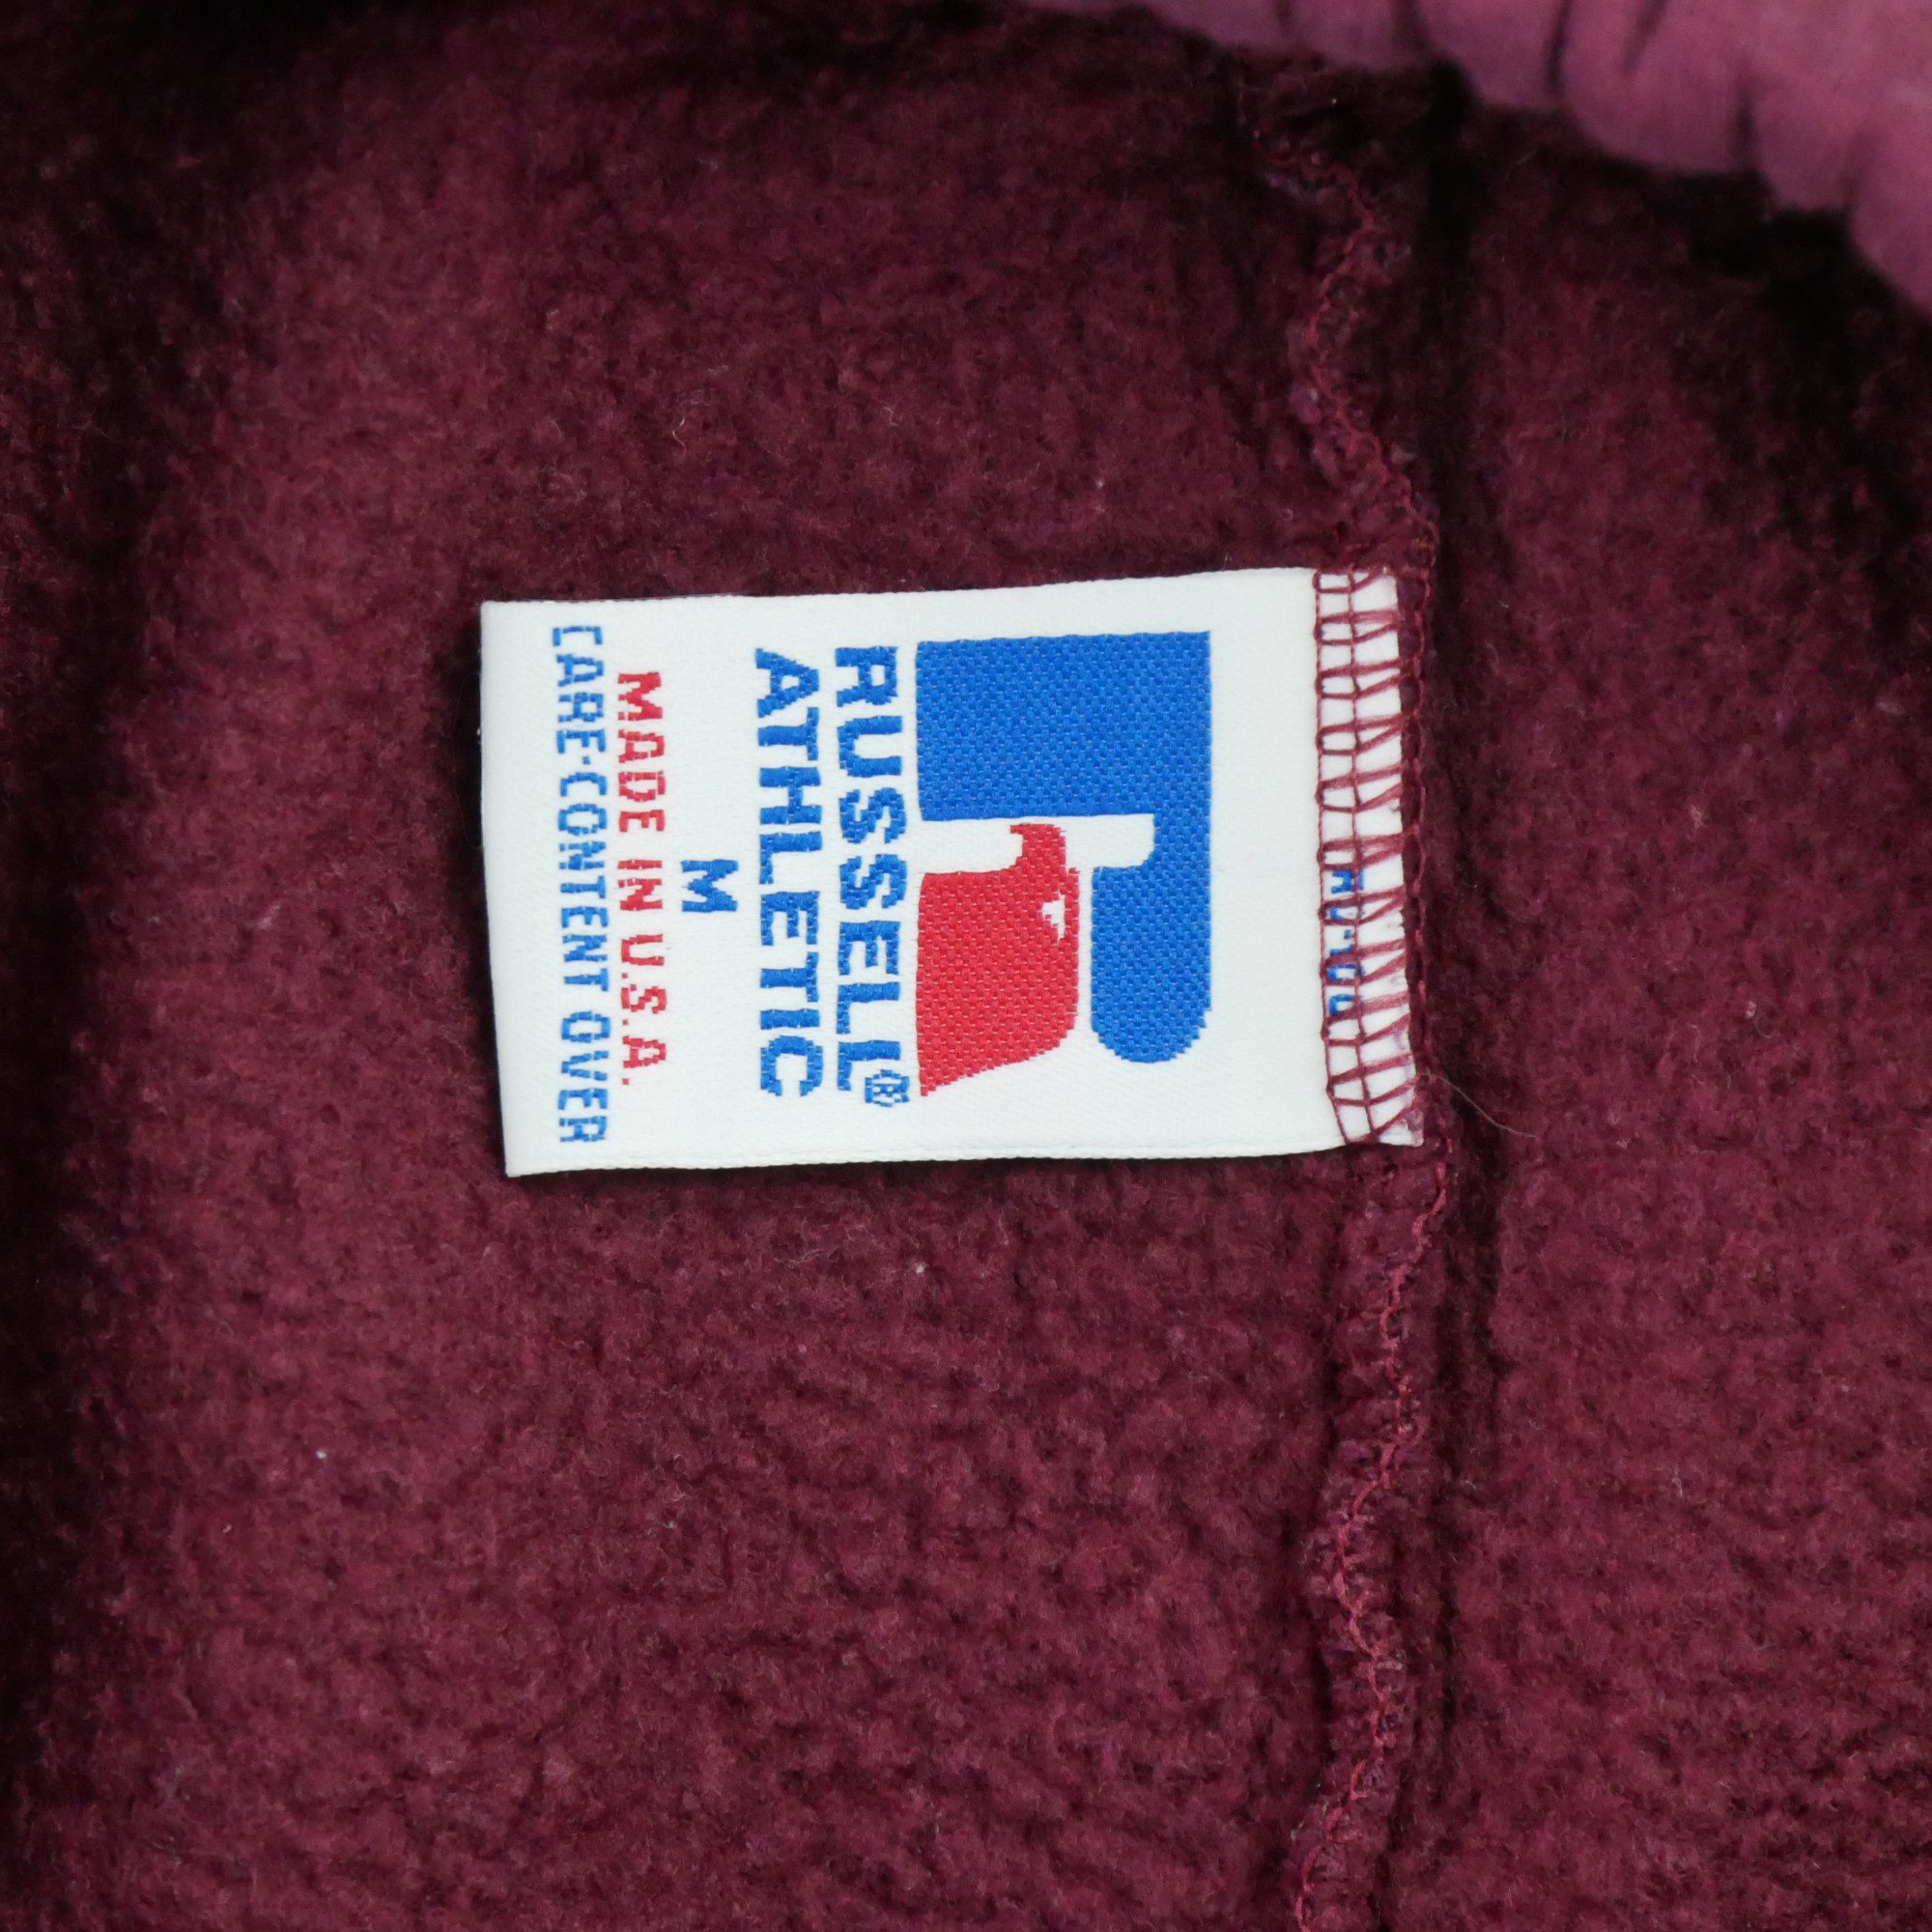 RUSSELL®
ATHLETIC
M
MADE IN U.S.A.
CARE·CONTENT OVER